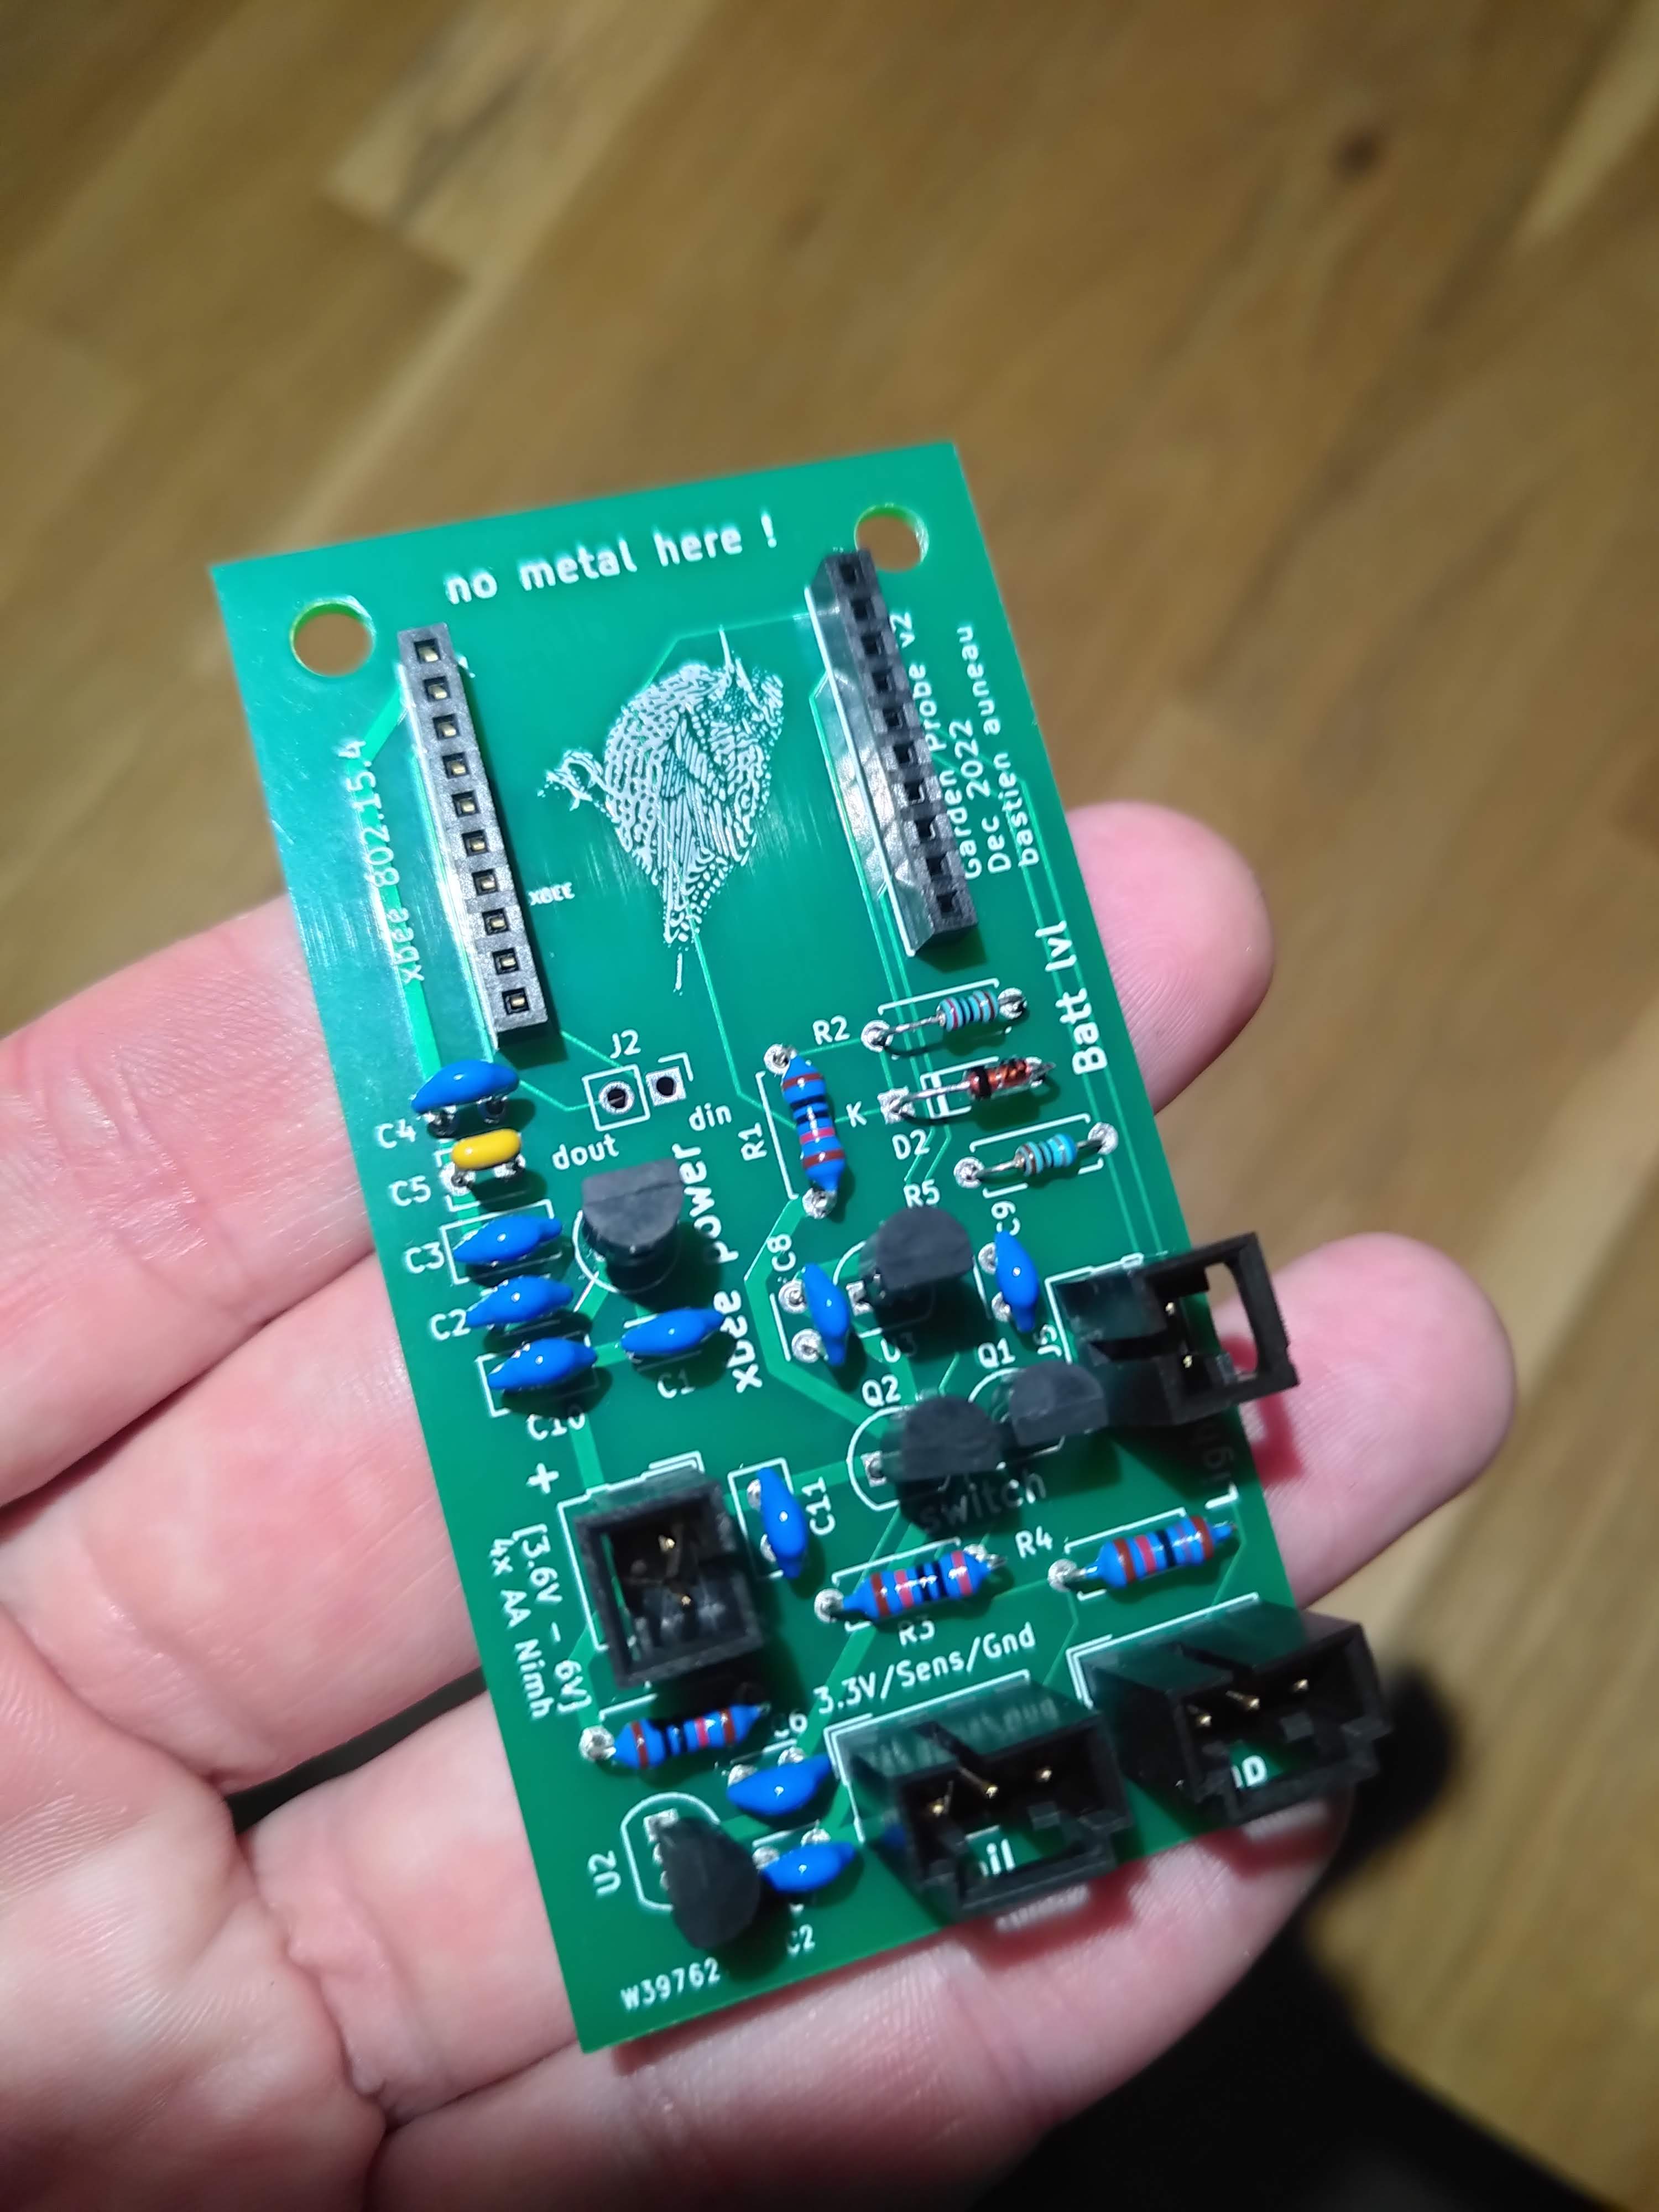 no metal here !
xbee 802.15.4
XBEE
Garden Probe v2
Dec 2022
bastien auneau
Batt lvl
J2
dout
din
xbee power
R2
R1
K
D2
R5
C4
C5
C3
C2
C1
C10
C8
C9
J5
Q1
Q2
switch
+
[3.6V - 6V]
4x AA Nimh
C11
R3
R4
3.3V/Sens/Gnd
U2
W39762